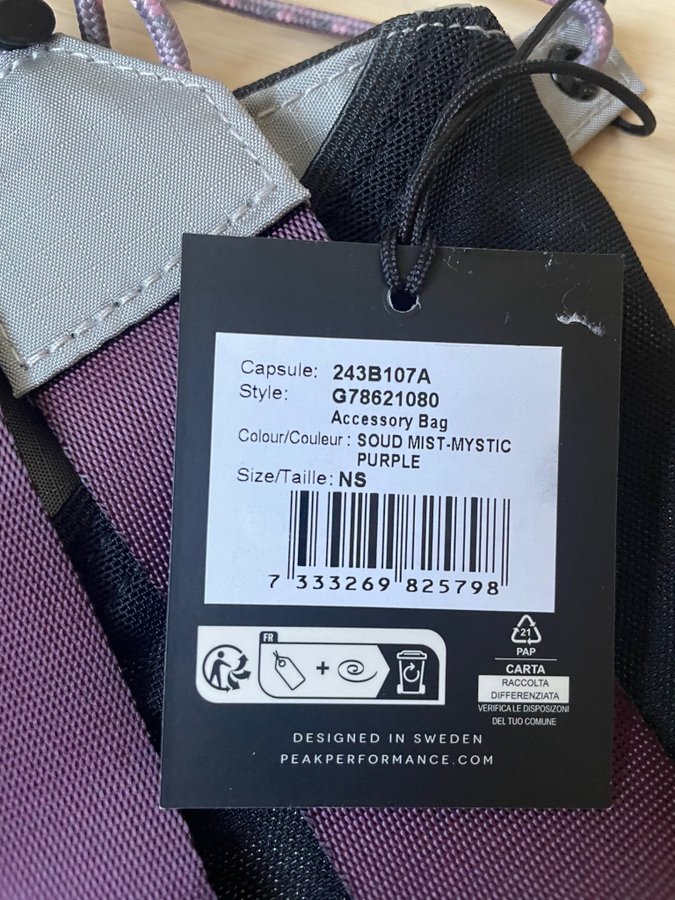 Capsule: 243B107A
Style: G78621080
Accessory Bag
Colour/Couleur : SOUD MIST-MYSTIC
PURPLE
Size/Taille: NS
7 333269 825798
FR
+
21
PAP
CARTA
RACCOLTA
DIFFERENZIATA
VERIFICA LE DISPOSIZIONI
DEL TUO COMUNE
DESIGNED IN SWEDEN
PEAKPERFORMANCE.COM